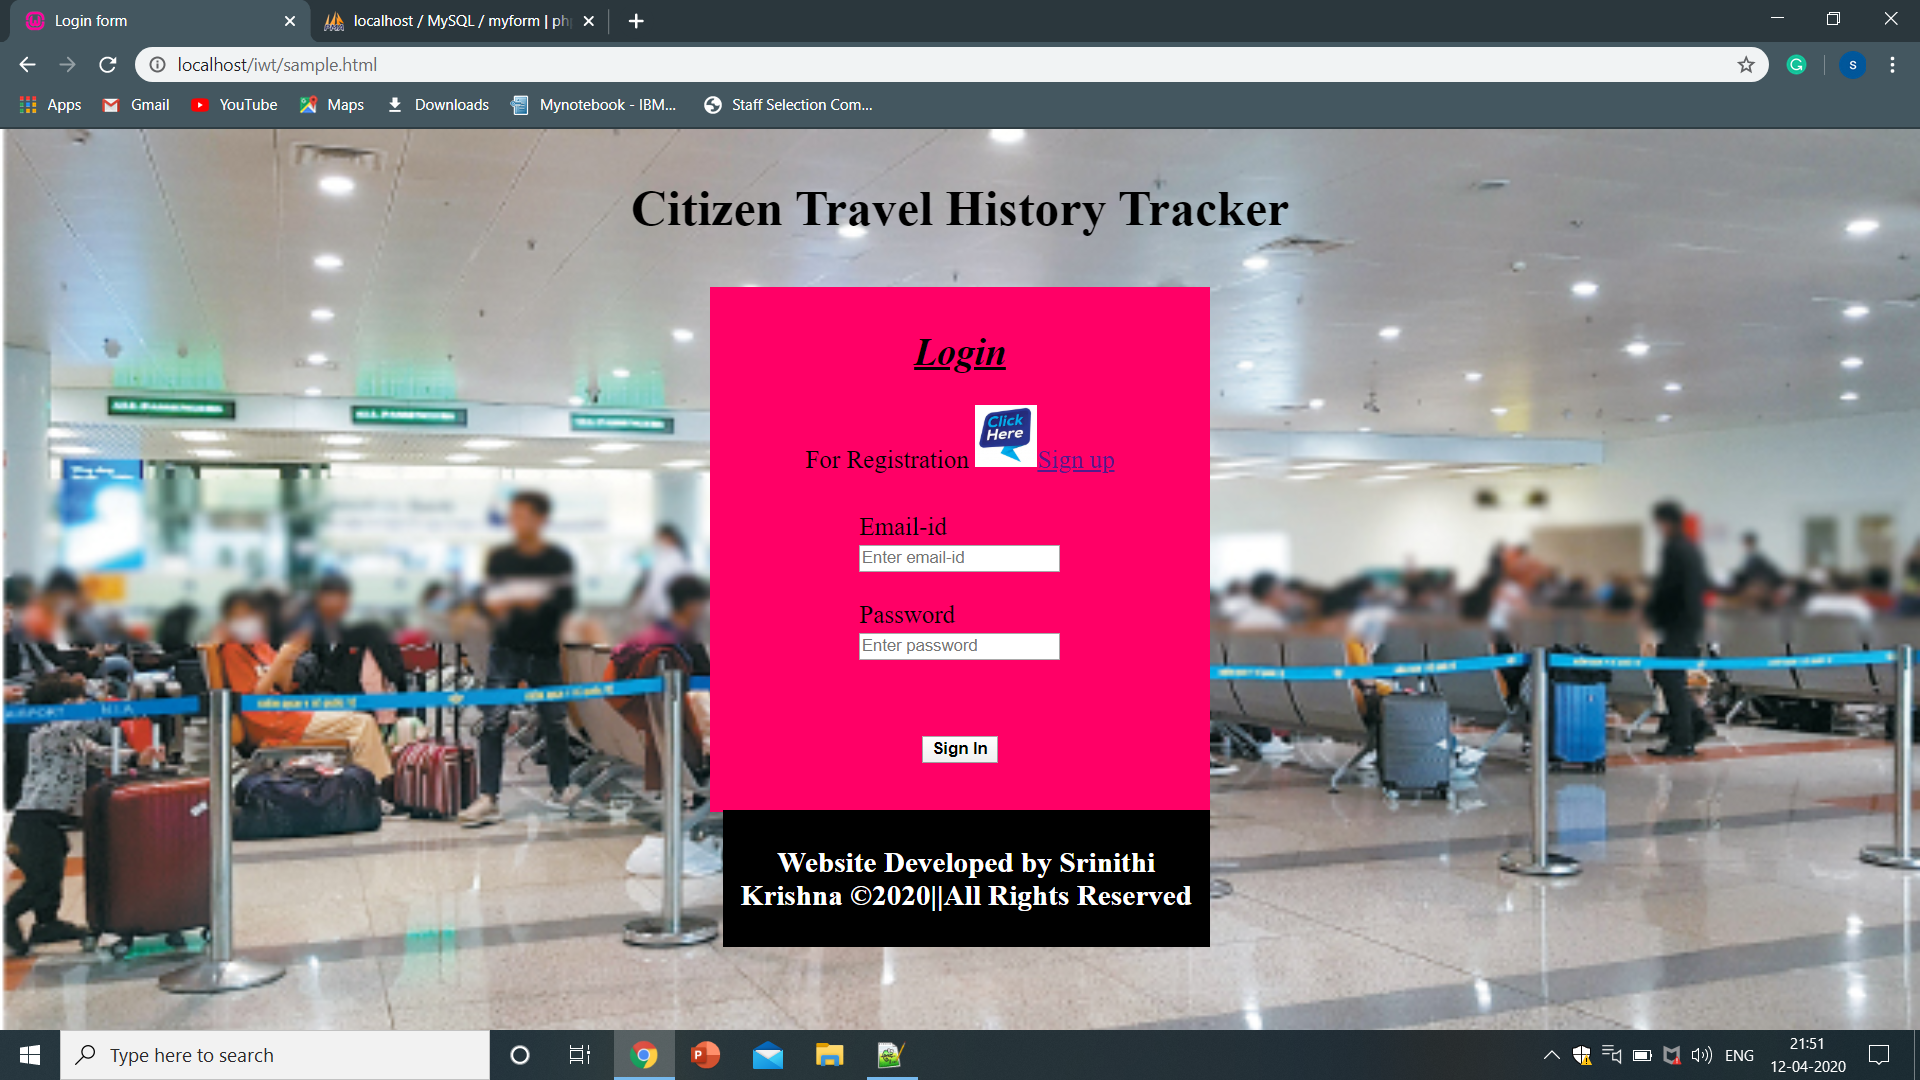 Login form
localhost / MySQL / myform | php
localhost/iwt/sample.html
S
Apps
Gmail
YouTube
Maps
Downloads
Mynotebook - IBM...
Staff Selection Com...
Citizen Travel History Tracker
Login
Click
Here
For Registration Sign up
Email-id
Enter email-id
Password
Enter password
Sign In
Website Developed by Srinithi
Krishna ©2020||All Rights Reserved
Type here to search
ENG
21:51
12-04-2020